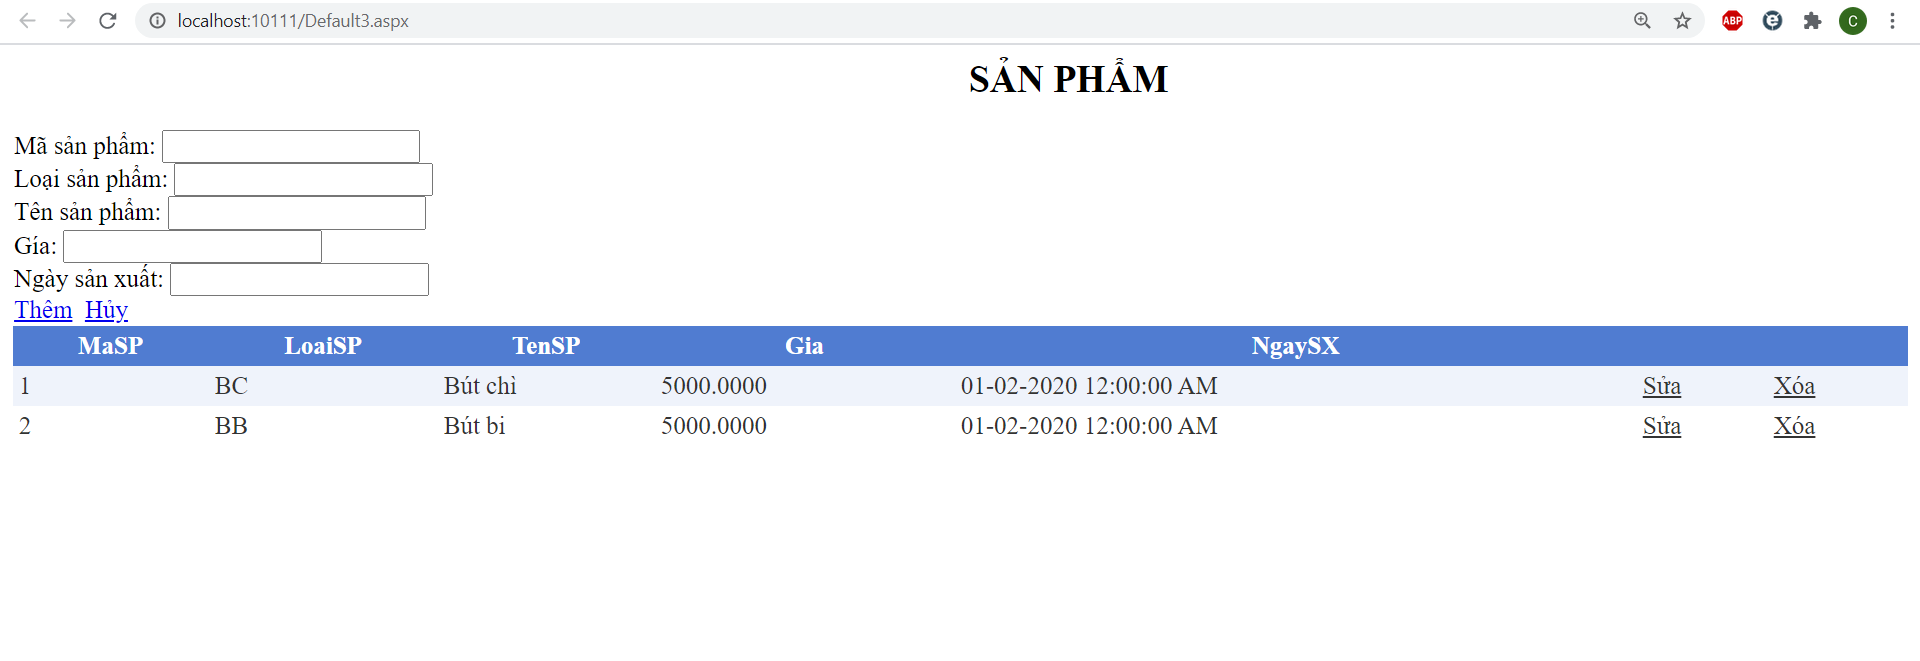 localhost:10111/Default3.aspx
ABP
C
SẢN PHẨM
Mã sản phẩm:
Loại sản phẩm:
Tên sản phẩm:
Gía:
Ngày sản xuất:
Thêm Hủy
MaSP LoaiSP TenSP Gia NgaySX
1 BC Bút chì 5000.0000 01-02-2020 12:00:00 AM Sửa Xóa
2 BB Bút bi 5000.0000 01-02-2020 12:00:00 AM Sửa Xóa